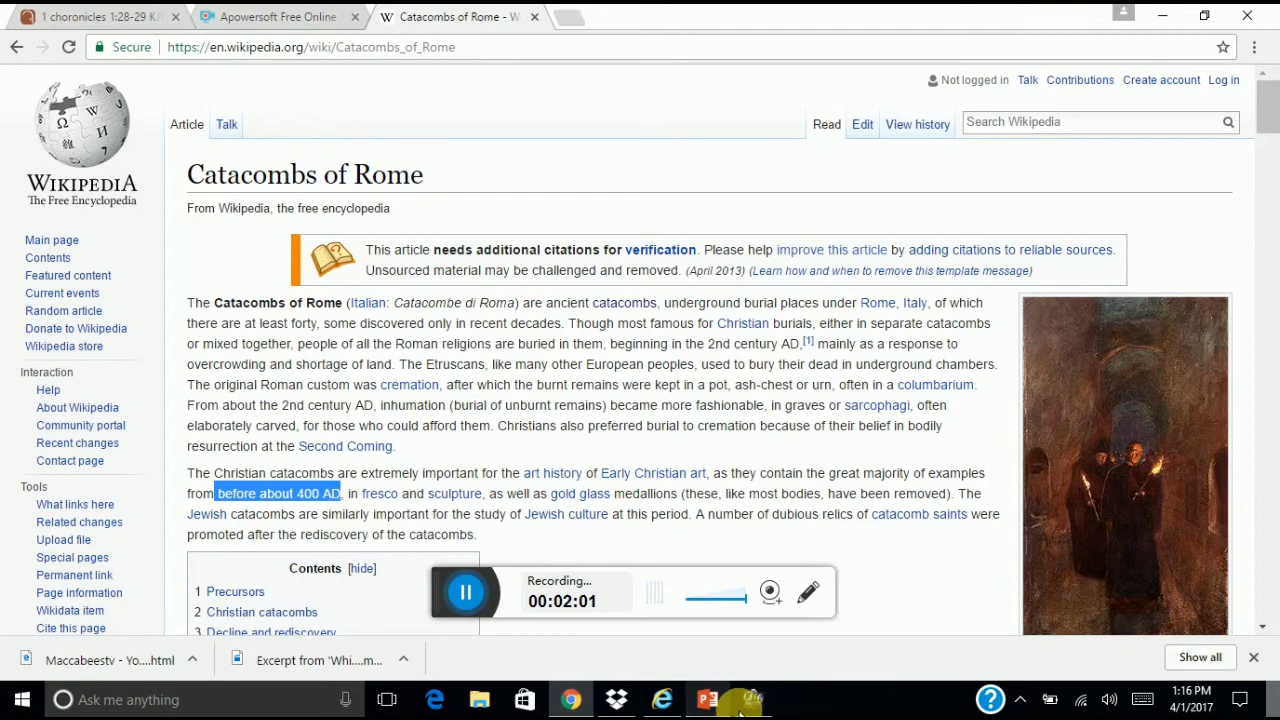 1 choronicles 1:28-29 KJ
Apowersoft Free Online
Catacombs of Rome - W
Secure
https://en.wikipedia.org/wiki/Catacombs_of_Rome
Not logged in Talk Contributions Create account Log in
Article Talk
Read Edit View history
Search Wikipedia
WIKIPEDIA
The Free Encyclopedia
Main page
Contents
Featured content
Current events
Random article
Donate to Wikipedia
Wikipedia store
Interaction
Help
About Wikipedia
Community portal
Recent changes
Contact page
Tools
What links here
Related changes
Upload file
Special pages
Permanent link
Page information
Wikidata item
Cite this page
Catacombs of Rome
From Wikipedia, the free encyclopedia
This article needs additional citations for verification. Please help improve this article by adding citations to reliable sources.
Unsourced material may be challenged and removed. (April 2013) (Learn how and when to remove this template message)
The Catacombs of Rome (Italian: Catacombe di Roma) are ancient catacombs, underground burial places under Rome, Italy, of which
there are at least forty, some discovered only in recent decades. Though most famous for Christian burials, either in separate catacombs
or mixed together, people of all the Roman religions are buried in them, beginning in the 2nd century AD,[1] mainly as a response to
overcrowding and shortage of land. The Etruscans, like many other European peoples, used to bury their dead in underground chambers.
The original Roman custom was cremation, after which the burnt remains were kept in a pot, ash-chest or urn, often in a columbarium.
From about the 2nd century AD, inhumation (burial of unburnt remains) became more fashionable, in graves or sarcophagi, often
elaborately carved, for those who could afford them. Christians also preferred burial to cremation because of their belief in bodily
resurrection at the Second Coming.
The Christian catacombs are extremely important for the art history of Early Christian art, as they contain the great majority of examples
from before about 400 AD, in fresco and sculpture, as well as gold glass medallions (these, like most bodies, have been removed). The
Jewish catacombs are similarly important for the study of Jewish culture at this period. A number of dubious relics of catacomb saints were
promoted after the rediscovery of the catacombs.
Contents [hide]
1 Precursors
2 Christian catacombs
3 Decline and rediscovery
Recording...
00:02:01
Maccabeestv - Yo....html
Excerpt from 'Whi....m...
Show all
Ask me anything
1:16 PM
4/1/2017